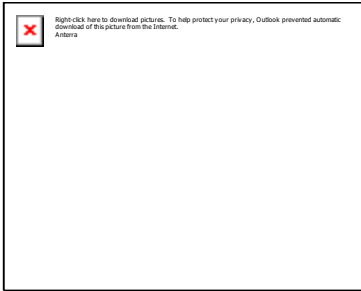 Right-click here to download pictures. To help protect your privacy, Outlook prevented automatic
download of this picture from the Internet.
Anterra